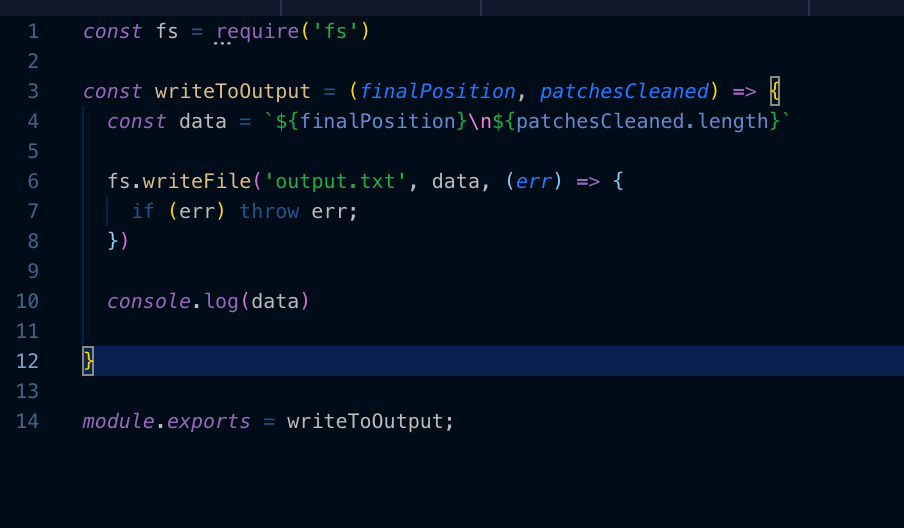 1 const fs = require('fs')
2
3 const writeToOutput = (finalPosition, patchesCleaned) => {
4 const data = `${finalPosition}\n${patchesCleaned.length}`
5
6 fs.writeFile('output.txt', data, (err) => {
7 if (err) throw err;
8 })
9
10 console.log(data)
11
12 }
13
14 module.exports = writeToOutput;